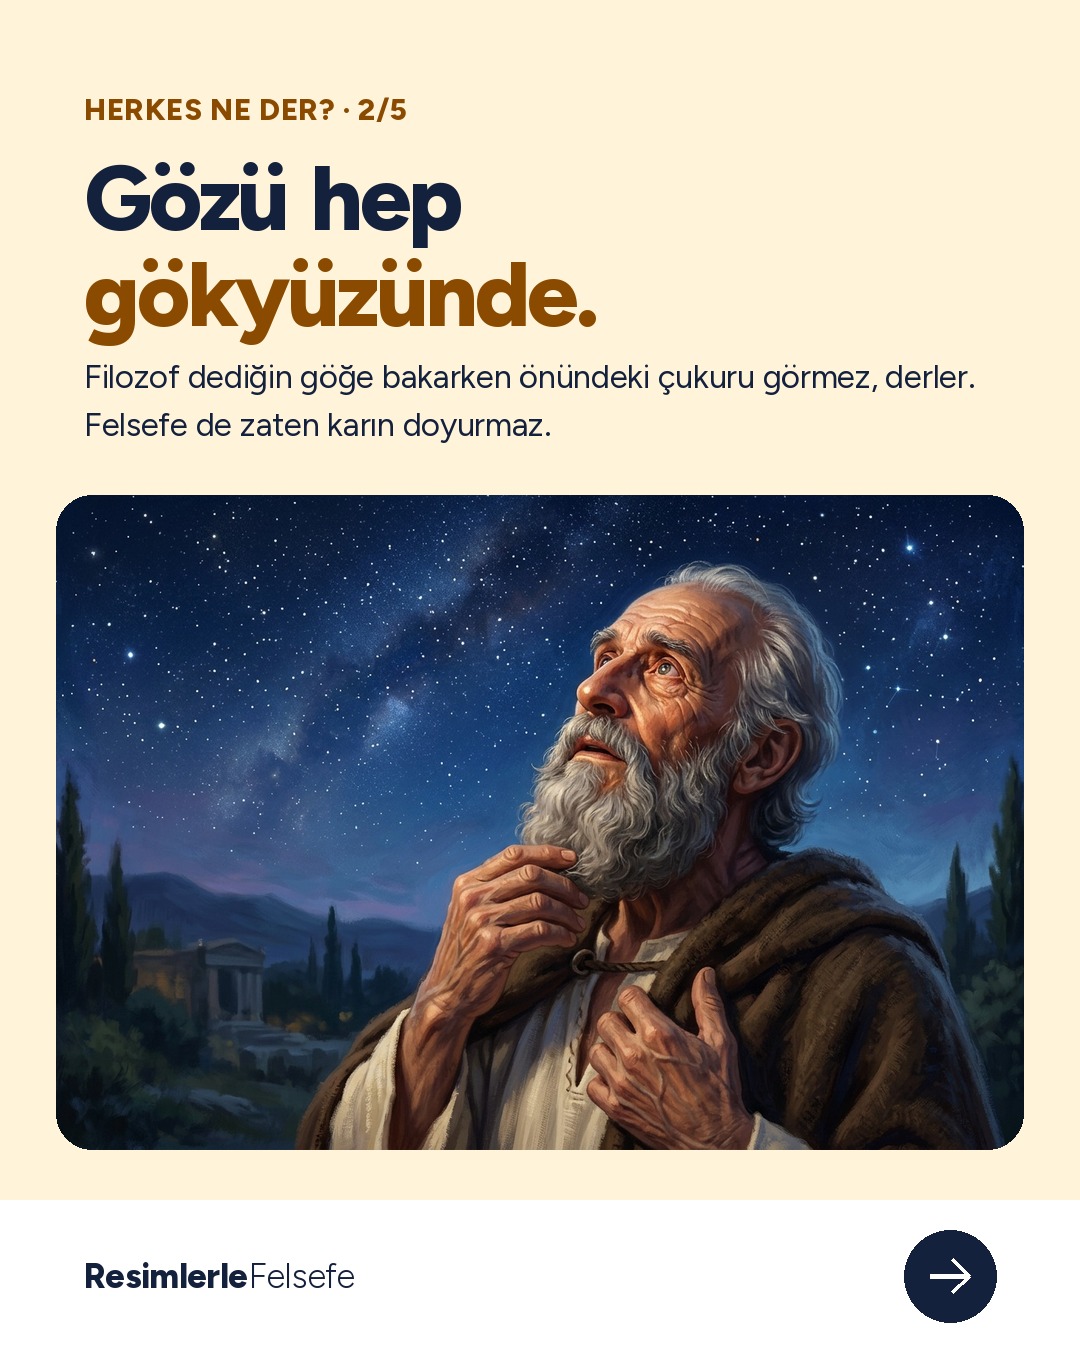 HERKES NE DER? · 2/5
Gözü hep
gökyüzünde.
Filozof dediğin göğe bakarken önündeki çukuru görmez, derler.
Felsefe de zaten karın doyurmaz.
ResimlerleFelsefe